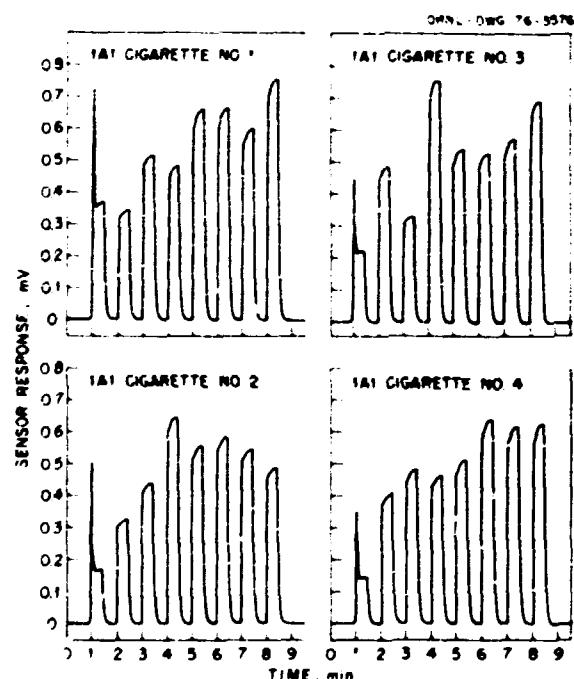 ORNL-DWG 76-5576
1A1 CIGARETTE NO 1
1A1 CIGARETTE NO. 3
0.9
0.8
0.7
0.6
0.5
0.4
0.3
0.2
0.1
0
SENSOR RESPONSE, mV
1A1 CIGARETTE NO 2
1A1 CIGARETTE NO. 4
0.8
0.7
0.6
0.5
0.4
0.3
0.2
0.1
0
0 1 2 3 4 5 6 7 8 9
0 1 2 3 4 5 6 7 8 9
TIME, min